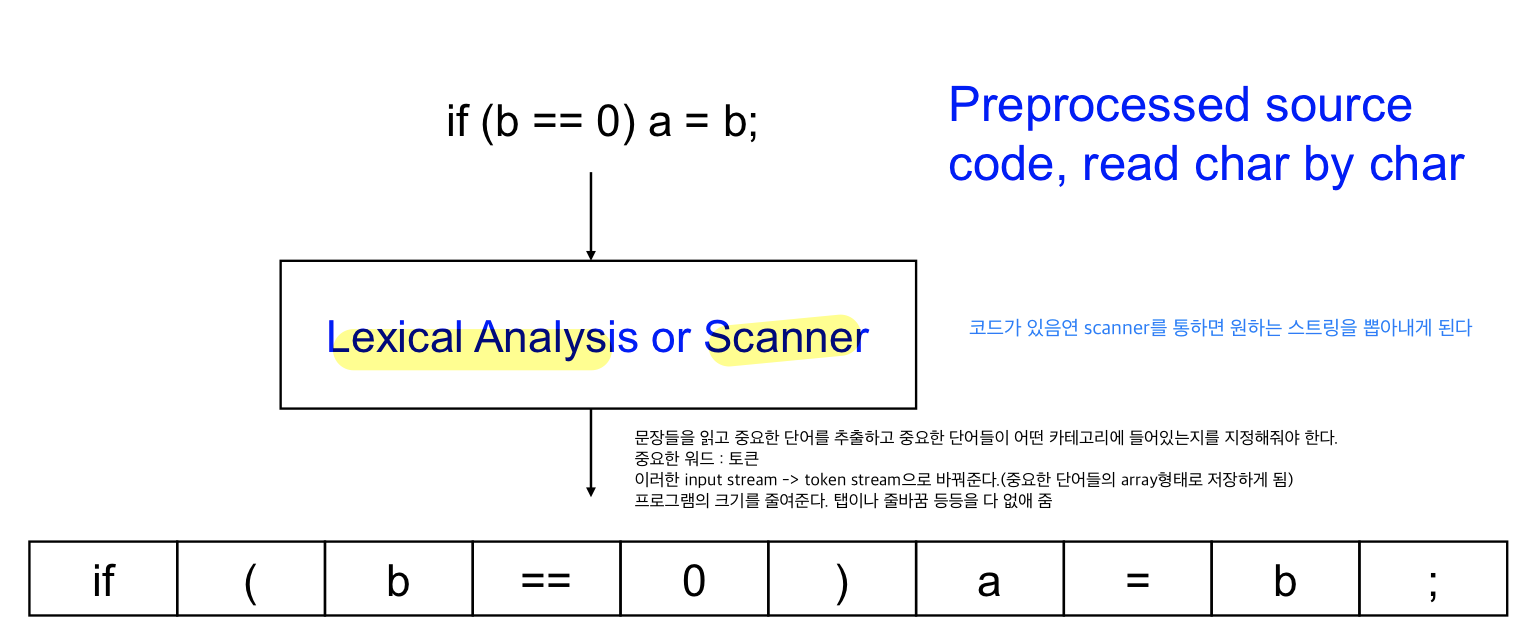 if (b == 0) a = b;
Preprocessed source
code, read char by char
Lexical Analysis or Scanner
코드가 있음연 scanner를 통하면 원하는 스트링을 뽑아내게 된다
문장들을 읽고 중요한 단어를 추출하고 중요한 단어들이 어떤 카테고리에 들어있는지를 지정해줘야 한다.
중요한 워드 : 토큰
이러한 input stream -> token stream으로 바꿔준다.(중요한 단어들의 array형태로 저장하게 됨)
프로그램의 크기를 줄여준다. 탭이나 줄바꿈 등등을 다 없애 줌
if ( b == 0 ) a = b ;